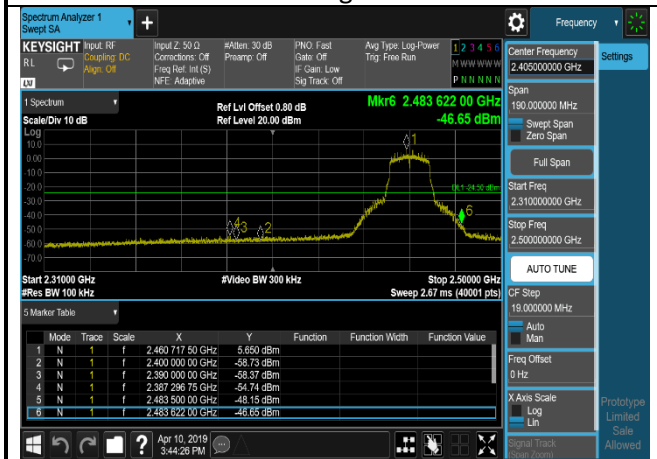 Spectrum Analyzer 1
Swept SA
+
Frequency
KEYSIGHT
RL
Input: RF
Coupling: DC
Align: Off
Input Z: 50 Ω
Corrections: Off
Freq Ref: Int (S)
NFE: Adaptive
#Atten: 30 dB
Preamp: Off
PNO: Fast
Gate: Off
IF Gain: Low
Sig Track: Off
Avg Type: Log-Power
Trig: Free Run
1 2 3 4 5 6
M W W W W W
P N N N N N
LV
1 Spectrum
Scale/Div 10 dB
Ref Lvl Offset 0.80 dB
Ref Level 20.00 dBm
Mkr6 2.483 622 00 GHz
-46.65 dBm
Log
10.0
0.00
-10.0
-20.0
-30.0
-40.0
-50.0
-60.0
-70.0
1
DL1 -24.50 dBm
6
4 3
2
Start 2.31000 GHz
#Res BW 100 kHz
#Video BW 300 kHz
Stop 2.50000 GHz
Sweep 2.67 ms (40001 pts)
5 Marker Table
Mode Trace Scale X Y Function Function Width Function Value
1 N 1 f 2.460 717 50 GHz 5.650 dBm
2 N 1 f 2.400 000 00 GHz -58.73 dBm
3 N 1 f 2.390 000 00 GHz -58.37 dBm
4 N 1 f 2.387 296 75 GHz -54.74 dBm
5 N 1 f 2.483 500 00 GHz -48.15 dBm
6 N 1 f 2.483 622 00 GHz -46.65 dBm
?
Apr 10, 2019
3:44:26 PM
Center Frequency
2.405000000 GHz
Settings
Span
190.000000 MHz
Swept Span
Zero Span
Full Span
Start Freq
2.310000000 GHz
Stop Freq
2.500000000 GHz
AUTO TUNE
CF Step
19.000000 MHz
Auto
Man
Freq Offset
0 Hz
X Axis Scale
Log
Lin
Signal Track
(Span Zoom)
Prototype
Limited
Sale
Allowed